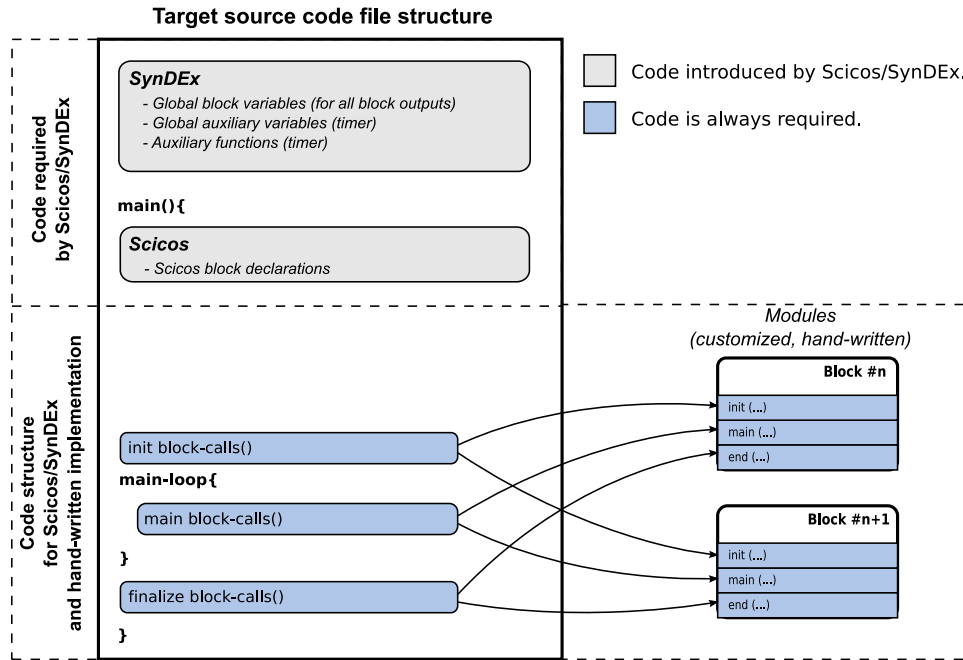 Target source code file structure
Code required
by Scicos/SynDEx
SynDEx
- Global block variables (for all block outputs)
- Global auxiliary variables (timer)
- Auxiliary functions (timer)
Code introduced by Scicos/SynDEx.
Code is always required.
main(){
Scicos
- Scicos block declarations
Code structure
for Scicos/SynDEx
and hand-written implementation
init block-calls()
main-loop{
main block-calls()
}
finalize block-calls()
}
Modules
(customized, hand-written)
Block #n
init (...)
main (...)
end (...)
Block #n+1
init (...)
main (...)
end (...)